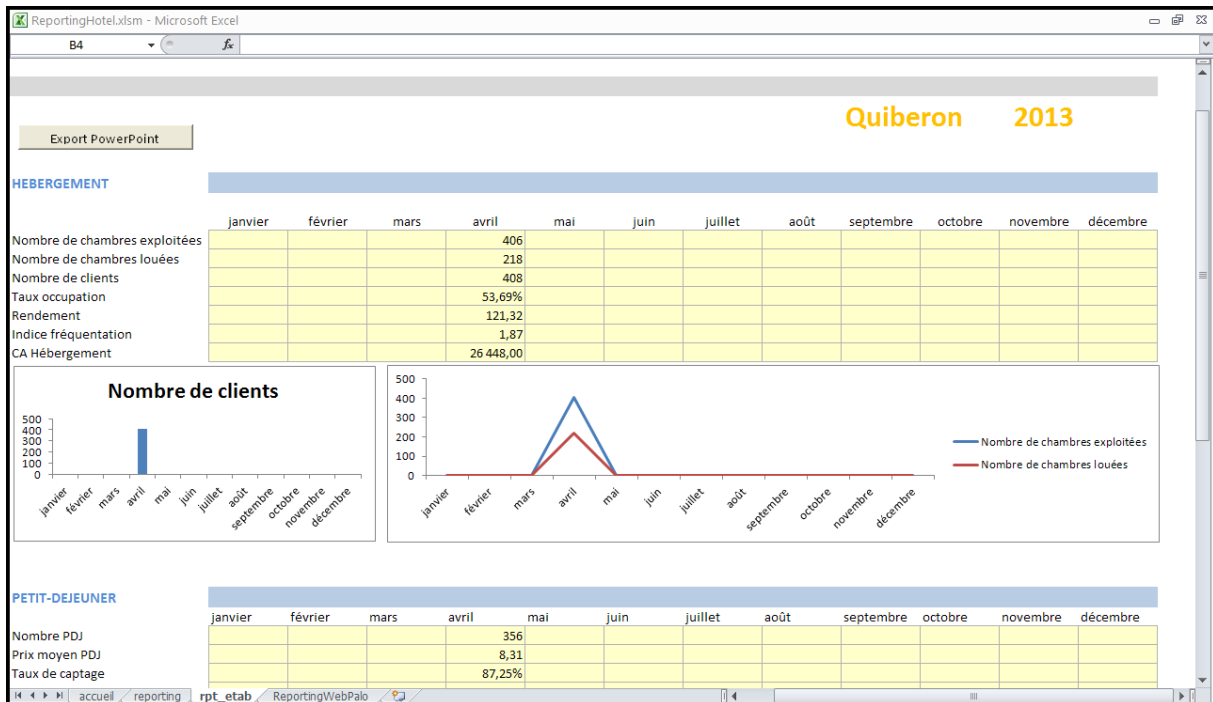 ReportingHotel.xlsm - Microsoft Excel
B4 fx
Quiberon 2013
Export PowerPoint
HEBERGEMENT
janvier février mars avril mai juin juillet août septembre octobre novembre décembre
Nombre de chambres exploitées 406
Nombre de chambres louées 218
Nombre de clients 408
Taux occupation 53,69%
Rendement 121,32
Indice fréquentation 1,87
CA Hébergement 26 448,00
Nombre de clients
500
400
300
200
100
0
janvier février mars avril mai juin juillet août septembre octobre novembre décembre
500
400
300
200
100
0
janvier février mars avril mai juin juillet août septembre octobre novembre décembre
Nombre de chambres exploitées
Nombre de chambres louées
PETIT-DEJEUNER
janvier février mars avril mai juin juillet août septembre octobre novembre décembre
Nombre PDJ 356
Prix moyen PDJ 8,31
Taux de captage 87,25%
accueil reporting rpt_etab ReportingWebPalo